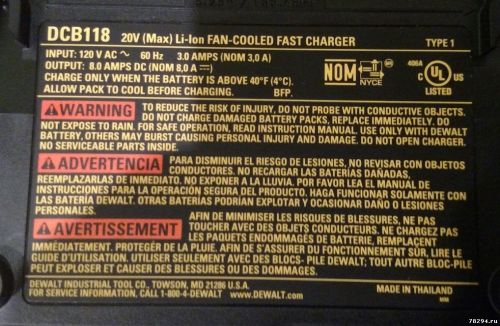 DCB118 20V (Max) Li-Ion FAN-COOLED FAST CHARGER TYPE 1
INPUT: 120 V AC ~ 60 Hz 3.0 AMPS (NOM 3,0 A)
OUTPUT: 8.0 AMPS DC (NOM 8,0 A ⎓)
CHARGE ONLY WHEN THE BATTERY IS ABOVE 40°F (4°C).
ALLOW PACK TO COOL BEFORE CHARGING. BFP.
NOM
NYCE
406A
C UL US
LISTED
WARNING TO REDUCE THE RISK OF INJURY, DO NOT PROBE WITH CONDUCTIVE OBJECTS.
DO NOT CHARGE DAMAGED BATTERY PACKS, REPLACE IMMEDIATELY. DO
NOT EXPOSE TO RAIN. FOR SAFE OPERATION, READ INSTRUCTION MANUAL. USE ONLY WITH DEWALT
BATTERY, OTHERS MAY BURST CAUSING PERSONAL INJURY AND DAMAGE. DO NOT OPEN CHARGER.
NO SERVICEABLE PARTS INSIDE.
ADVERTENCIA PARA DISMINUIR EL RIESGO DE LESIONES, NO REVISAR CON OBJETOS
CONDUCTORES. NO RECARGAR LAS BATERÍAS DAÑADAS,
REEMPLAZARLAS DE INMEDIATO. NO EXPONER A LA LLUVIA. POR FAVOR LEA EL MANUAL DE
INSTRUCCIONES PARA LA OPERACIÓN SEGURA DEL PRODUCTO. HAGA FUNCIONAR SOLAMENTE CON
LAS BATERÍA DEWALT. OTRAS BATERÍAS PODRÍAN EXPLOTAR Y CAUSAR DAÑOS Y LESIONES
PERSONALES.
AVERTISSEMENT AFIN DE MINIMISER LES RISQUES DE BLESSURES, NE PAS
TOUCHER AVEC DES OBJETS CONDUCTEURS. NE CHARGEZ PAS
LES PAQUETS ENDOMMAGÉS DE BATTERIE, REMPLACENT
IMMÉDIATEMENT. PROTÉGER DE LA PLUIE. AFIN DE S'ASSURER DU FONCTIONNEMENT, LIRE LE
GUIDE D'UTILISATION. UTILISER SEULEMENT AVEC DES BLOCS- PILE DEWALT; TOUT AUTRE BLOC-PILE
PEUT EXPLOSER ET CAUSER DES BLESSURES OU DES DOMMAGES.
DEWALT INDUSTRIAL TOOL CO., TOWSON, MD 21286 U.S.A.
FOR SERVICE INFORMATION, CALL 1-800-4-DEWALT www.DEWALT.com MADE IN THAILAND
MM
78294.ru